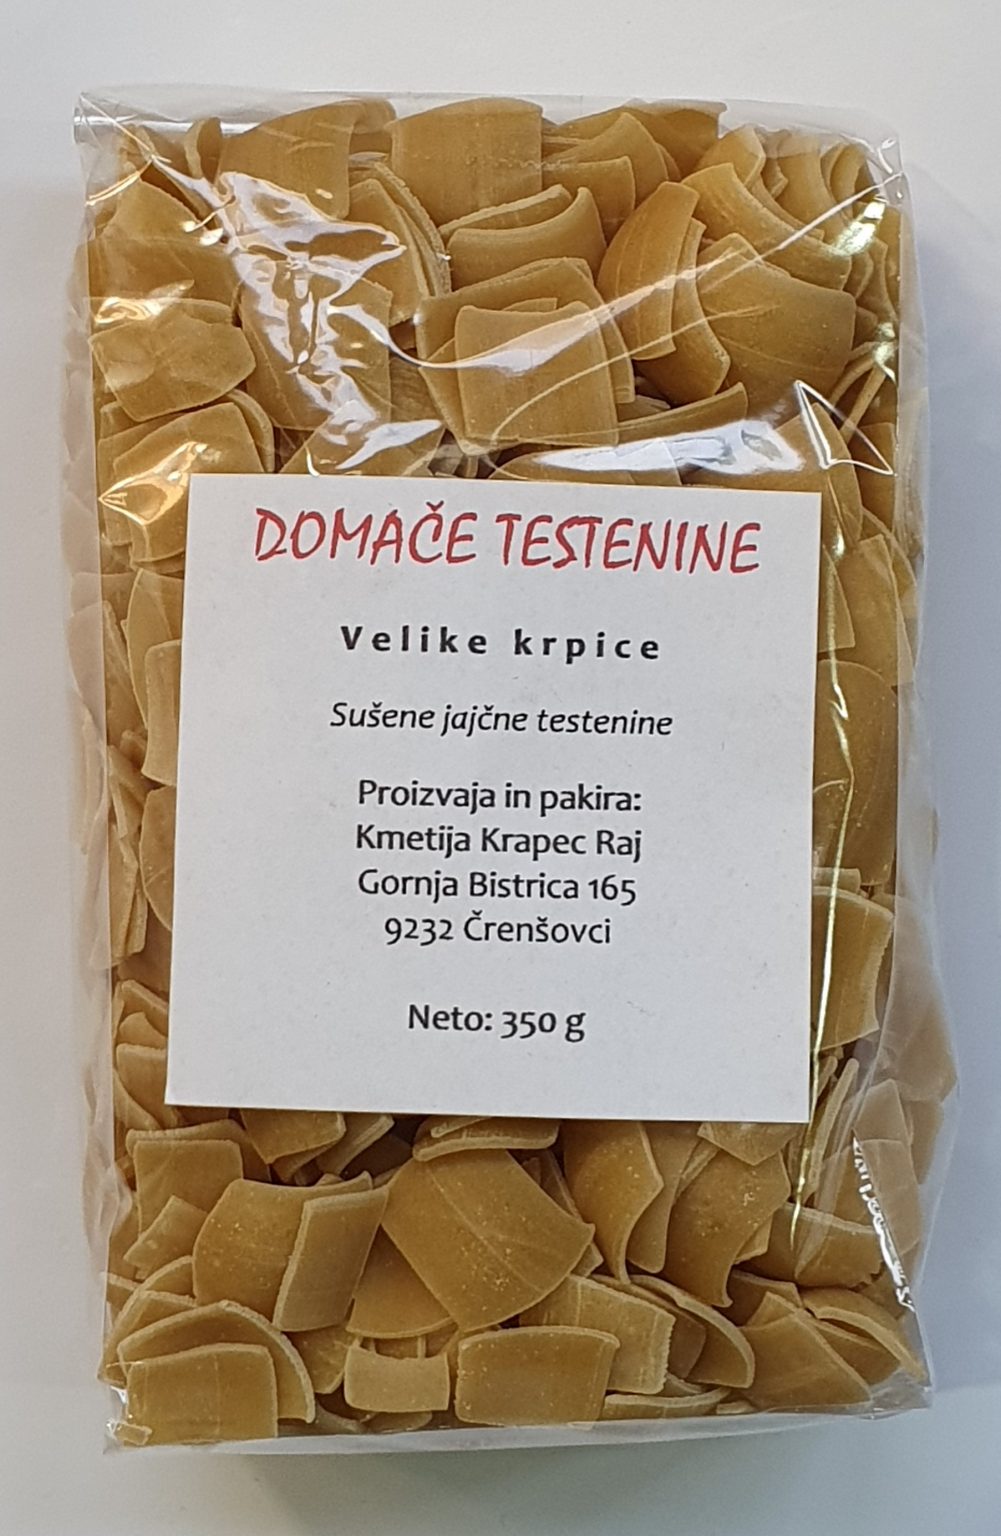 DOMAČE TESTENINE
Velike krpice
Sušene jajčne testenine
Proizvaja in pakira:
Kmetija Krapec Raj
Gornja Bistrica 165
9232 Črenšovci
Neto: 350 g